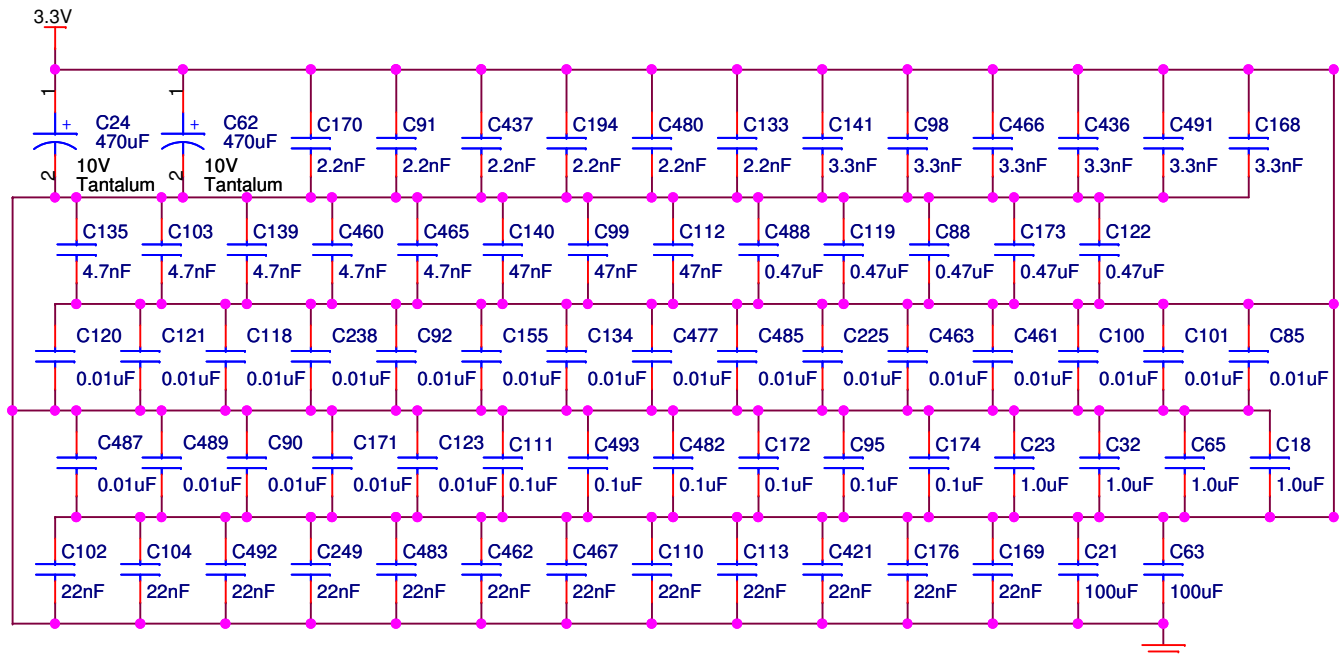 3.3V
1 1
+ C24 + C62 C170 C91 C437 C194 C480 C133 C141 C98 C466 C436 C491 C168
470uF 470uF
2.2nF 2.2nF 2.2nF 2.2nF 2.2nF 2.2nF 3.3nF 3.3nF 3.3nF 3.3nF 3.3nF 3.3nF
2 10V 2 10V
Tantalum Tantalum
C135 C103 C139 C460 C465 C140 C99 C112 C488 C119 C88 C173 C122
4.7nF 4.7nF 4.7nF 4.7nF 4.7nF 47nF 47nF 47nF 0.47uF 0.47uF 0.47uF 0.47uF 0.47uF
C120 C121 C118 C238 C92 C155 C134 C477 C485 C225 C463 C461 C100 C101 C85
0.01uF 0.01uF 0.01uF 0.01uF 0.01uF 0.01uF 0.01uF 0.01uF 0.01uF 0.01uF 0.01uF 0.01uF 0.01uF 0.01uF 0.01uF
C487 C489 C90 C171 C123 C111 C493 C482 C172 C95 C174 C23 C32 C65 C18
0.01uF 0.01uF 0.01uF 0.01uF 0.01uF 0.1uF 0.1uF 0.1uF 0.1uF 0.1uF 0.1uF 1.0uF 1.0uF 1.0uF 1.0uF
C102 C104 C492 C249 C483 C462 C467 C110 C113 C421 C176 C169 C21 C63
22nF 22nF 22nF 22nF 22nF 22nF 22nF 22nF 22nF 22nF 22nF 22nF 100uF 100uF